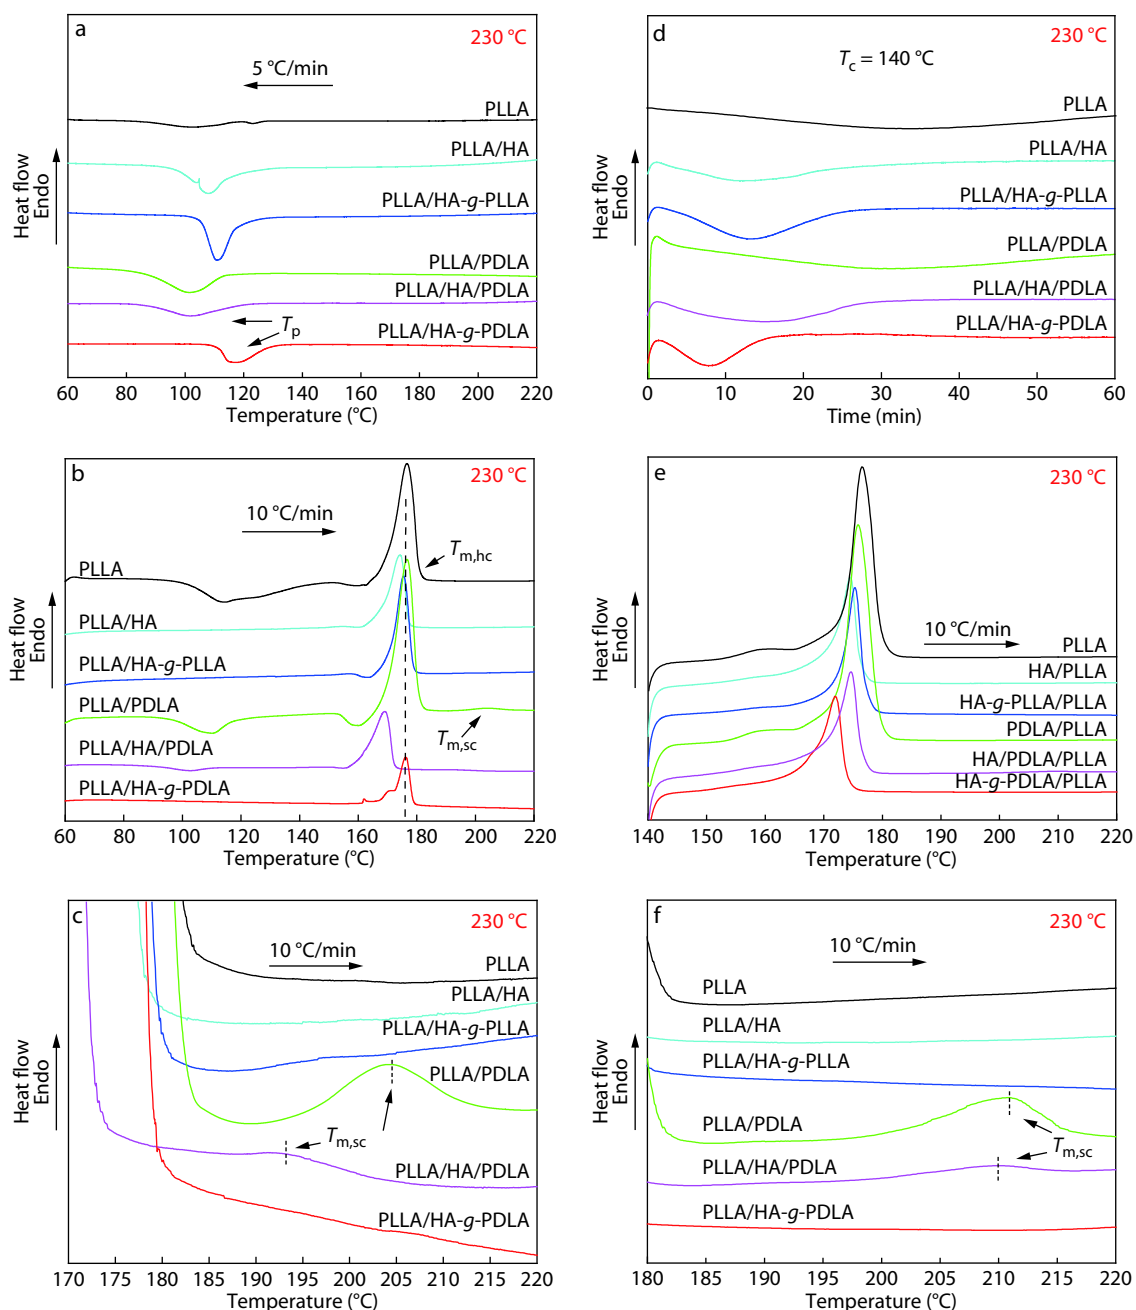 a
230 °C
5 °C/min
PLLA
PLLA/HA
PLLA/HA-g-PLLA
PLLA/PDLA
PLLA/HA/PDLA
Tp
PLLA/HA-g-PDLA
Heat flow
Endo
60 80 100 120 140 160 180 200 220
Temperature (°C)
d
230 °C
Tc = 140 °C
PLLA
PLLA/HA
PLLA/HA-g-PLLA
PLLA/PDLA
PLLA/HA/PDLA
PLLA/HA-g-PDLA
Heat flow
Endo
0 10 20 30 40 50 60
Time (min)
b
230 °C
10 °C/min
Tm,hc
PLLA
PLLA/HA
PLLA/HA-g-PLLA
PLLA/PDLA
Tm,sc
PLLA/HA/PDLA
PLLA/HA-g-PDLA
Heat flow
Endo
60 80 100 120 140 160 180 200 220
Temperature (°C)
e
230 °C
10 °C/min
PLLA
HA/PLLA
HA-g-PLLA/PLLA
PDLA/PLLA
HA/PDLA/PLLA
HA-g-PDLA/PLLA
Heat flow
Endo
140 150 160 170 180 190 200 210 220
Temperature (°C)
c
230 °C
10 °C/min
PLLA
PLLA/HA
PLLA/HA-g-PLLA
PLLA/PDLA
Tm,sc
PLLA/HA/PDLA
PLLA/HA-g-PDLA
Heat flow
Endo
170 175 180 185 190 195 200 205 210 215 220
Temperature (°C)
f
230 °C
10 °C/min
PLLA
PLLA/HA
PLLA/HA-g-PLLA
PLLA/PDLA
Tm,sc
PLLA/HA/PDLA
PLLA/HA-g-PDLA
Heat flow
Endo
180 185 190 195 200 205 210 215 220
Temperature (°C)